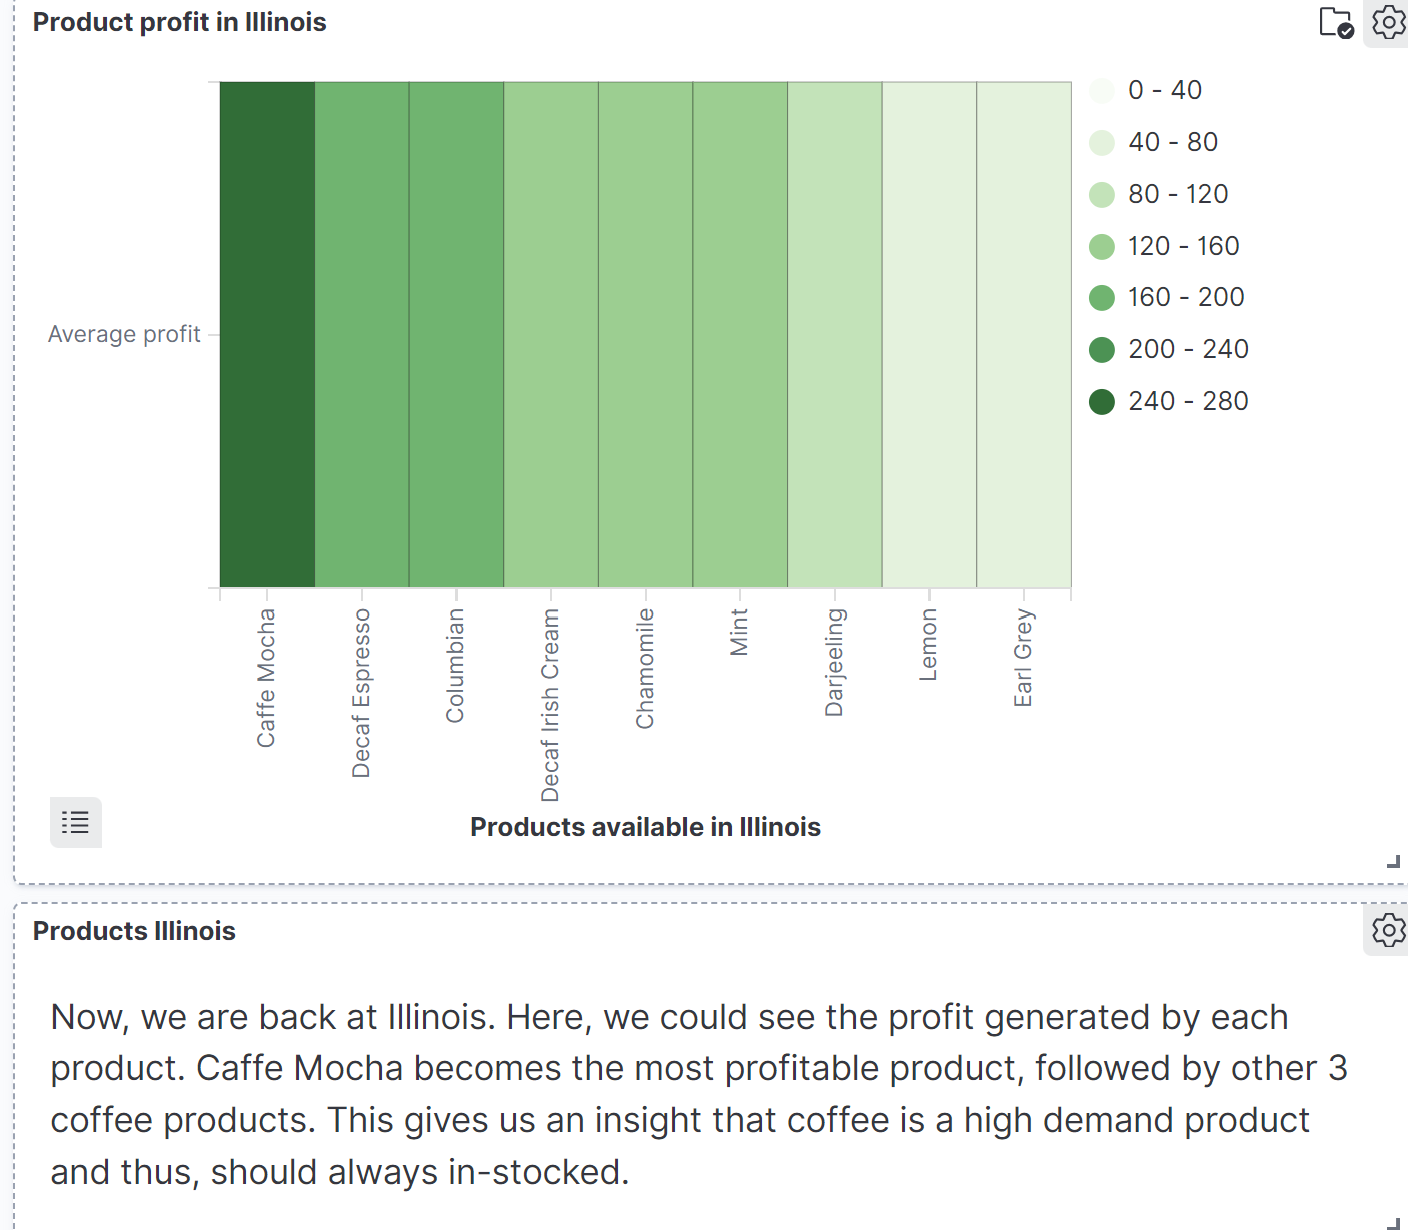 Product profit in Illinois
0 - 40
40 - 80
80 - 120
120 - 160
160 - 200
200 - 240
240 - 280
Average profit
Caffe Mocha
Decaf Espresso
Columbian
Decaf Irish Cream
Chamomile
Mint
Darjeeling
Lemon
Earl Grey
Products available in Illinois
Products Illinois
Now, we are back at Illinois. Here, we could see the profit generated by each
product. Caffe Mocha becomes the most profitable product, followed by other 3
coffee products. This gives us an insight that coffee is a high demand product
and thus, should always in-stocked.